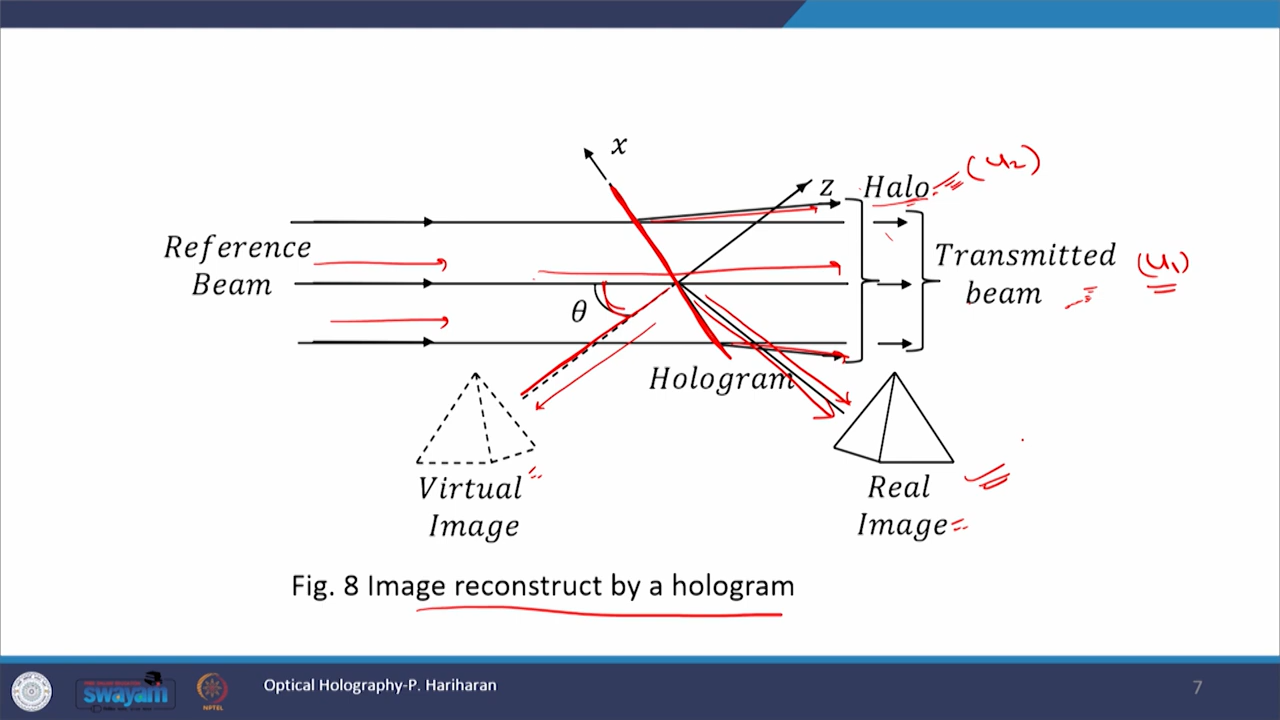 x
z
Halo (u₂)
Reference
Beam
Transmitted
beam
(u₁)
θ
Hologram
Virtual
Image
Real
Image
Fig. 8 Image reconstruct by a hologram
swayam
NPTEL
Optical Holography-P. Hariharan
7